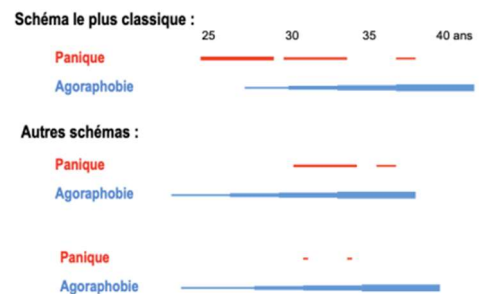 Schéma le plus classique :
25 30 35 40 ans
Panique
Agoraphobie
Autres schémas :
Panique
Agoraphobie
Panique
Agoraphobie